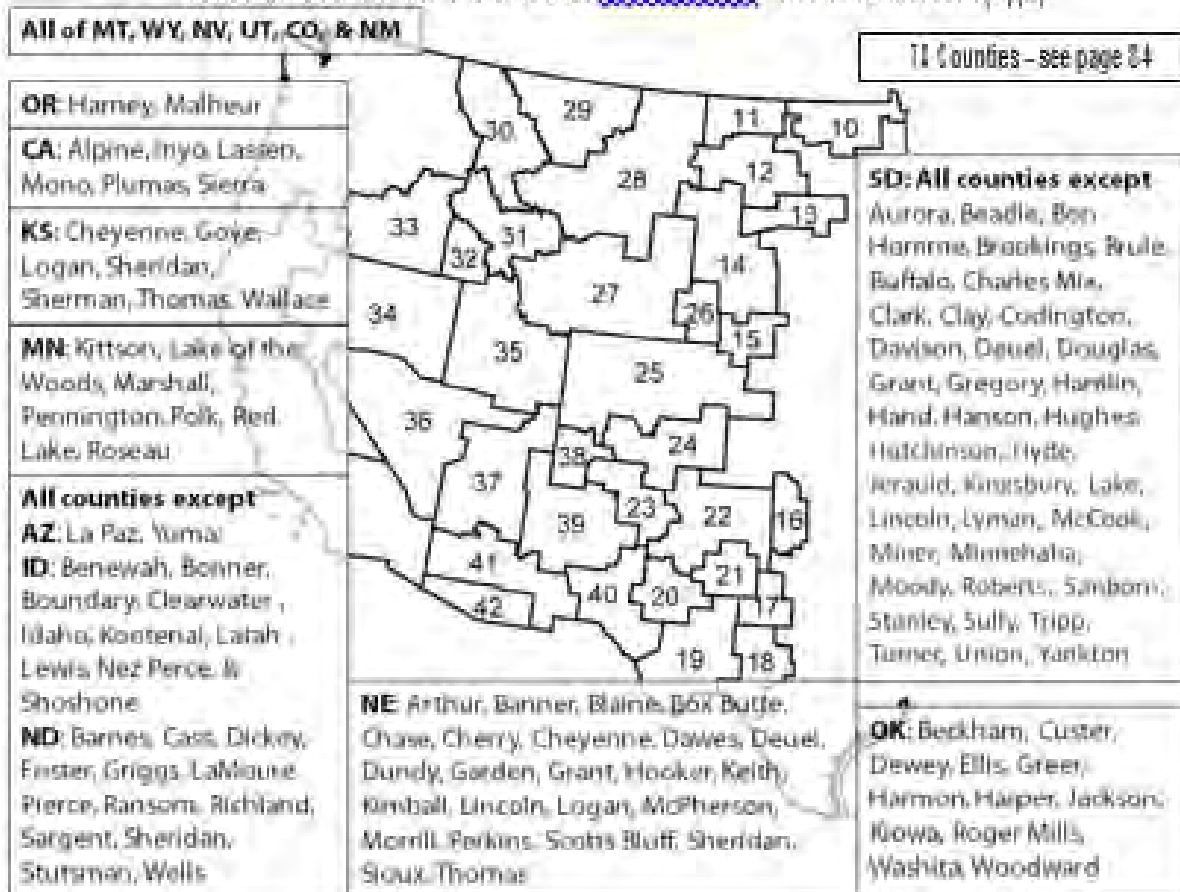 All of MT, WY, NV, UT, CO, & NM
Counties - see page 84
OR: Harney, Malheur
CA: Alpine, Inyo, Lassen,
Mono, Plumas, Sierra
KS: Cheyenne, Gove,
Logan, Sheridan,
Sherman, Thomas, Wallace
MN: Kittson, Lake of the
Woods, Marshall,
Pennington, Polk, Red
Lake, Roseau
All counties except
AZ: La Paz, Yuma
ID: Benewah, Bonner,
Boundary, Clearwater,
Idaho, Kootenai, Latah
Lewis, Nez Perce, &
Shoshone
ND: Barnes, Cass, Dickey,
Foster, Griggs, LaMoure
Pierce, Ransom, Richland,
Sargent, Sheridan,
Stutsman, Wells
29
11
10
30
28
12
33
31
13
32
14
27
26
34
15
35
25
36
24
38
37
23
22
16
39
41
21
40
20
17
42
19
18
NE: Arthur, Banner, Blaine, Box Butte,
Chase, Cherry, Cheyenne, Dawes, Deuel,
Dundy, Garden, Grant, Hooker, Keith,
Kimball, Lincoln, Logan, McPherson,
Morrill, Perkins, Scotts Bluff, Sheridan,
Sioux, Thomas
SD: All counties except
Aurora, Beadle, Bon
Homme, Brookings, Brule
Buffalo, Charles Mix,
Clark, Clay, Codington,
Davison, Deuel, Douglas,
Grant, Gregory, Hamlin,
Hand, Hanson, Hughes
Hutchinson, Hyde,
Jerauld, Kingsbury, Lake,
Lincoln, Lyman, McCook,
Miner, Minnehaha,
Moody, Roberts, Sanborn,
Stanley, Sully, Tripp,
Turner, Union, Yankton
OK: Beckham, Custer,
Dewey, Ellis, Greer,
Harmon, Harper, Jackson,
Kiowa, Roger Mills,
Washita, Woodward